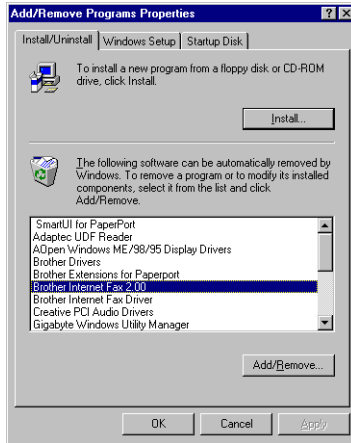 Add/Remove Programs Properties
Install/Uninstall
Windows Setup
Startup Disk
To install a new program from a floppy disk or CD-ROM
drive, click Install.
Install...
The following software can be automatically removed by
Windows. To remove a program or to modify its installed
components, select it from the list and click
Add/Remove.
SmartUI for PaperPort
Adaptec UDF Reader
AOpen Windows ME/98/95 Display Drivers
Brother Drivers
Brother Extensions for Paperport
Brother Internet Fax 2.00
Brother Internet Fax Driver
Creative PCI Audio Drivers
Gigabyte Windows Utility Manager
Add/Remove...
OK
Cancel
Apply